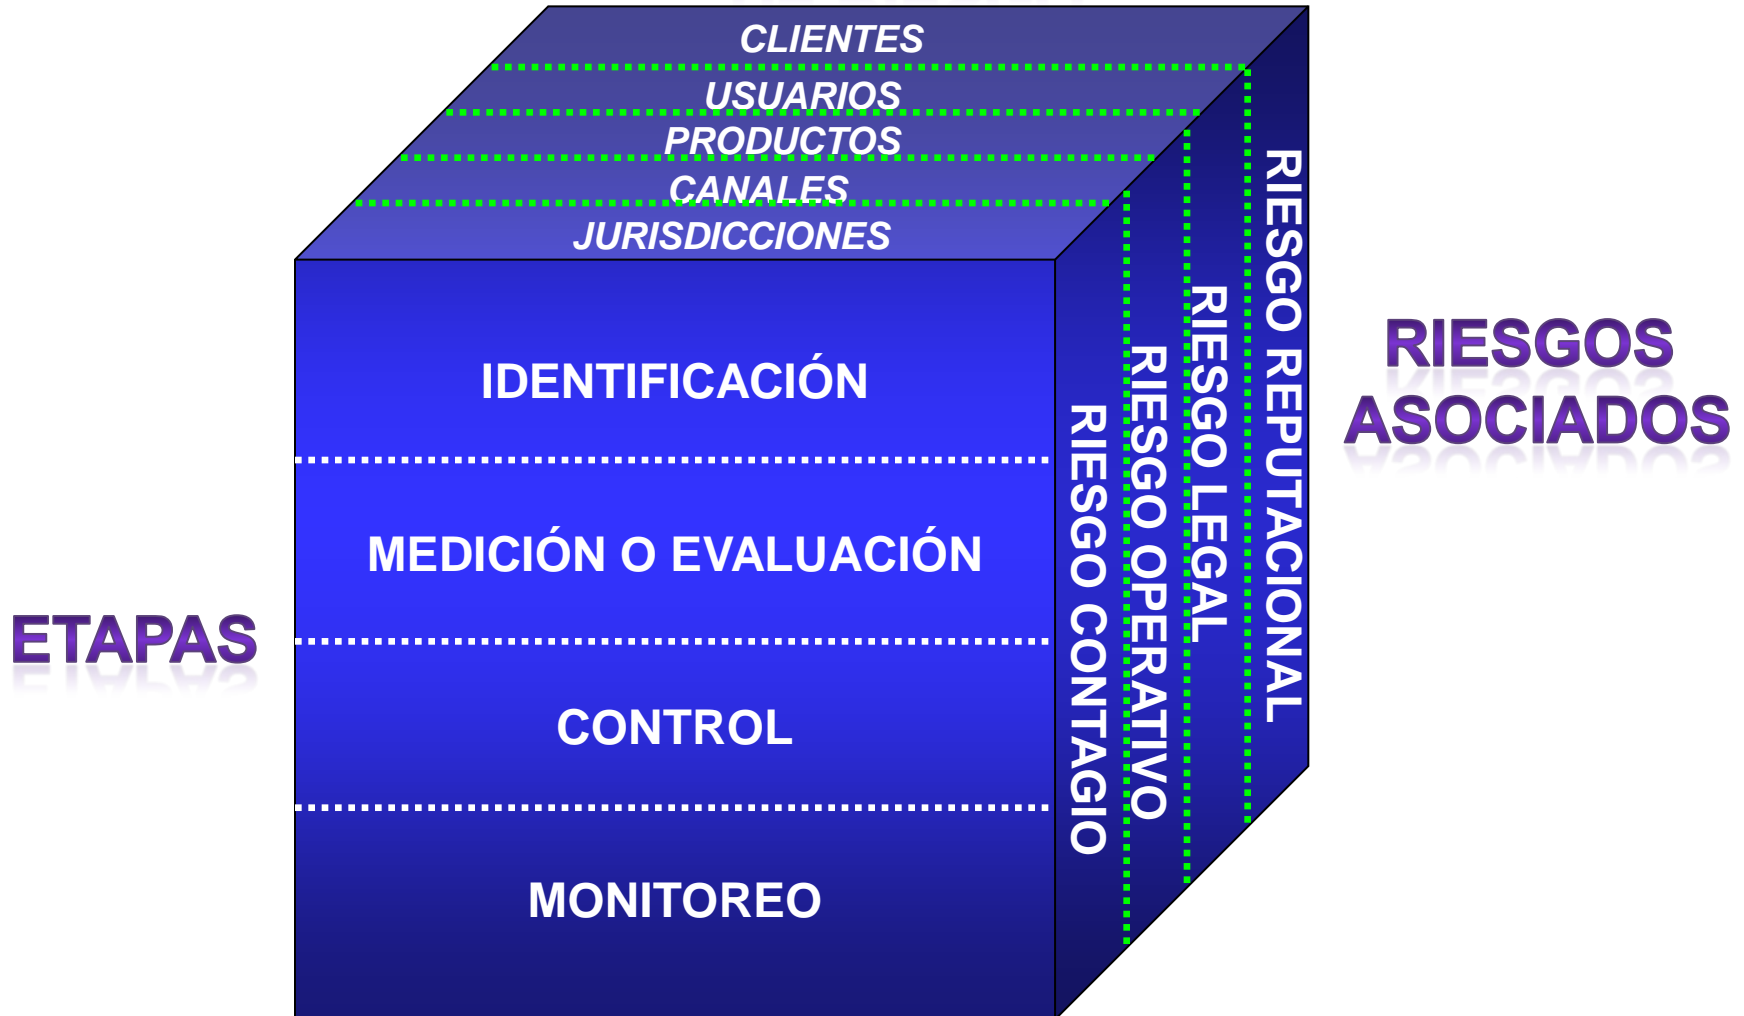 CLIENTES
USUARIOS
PRODUCTOS
CANALES
JURISDICCIONES
IDENTIFICACIÓN
MEDICIÓN O EVALUACIÓN
CONTROL
MONITOREO
ETAPAS
RIESGO CONTAGIO
RIESGO OPERATIVO
RIESGO LEGAL
RIESGO REPUTACIONAL
RIESGOS
ASOCIADOS